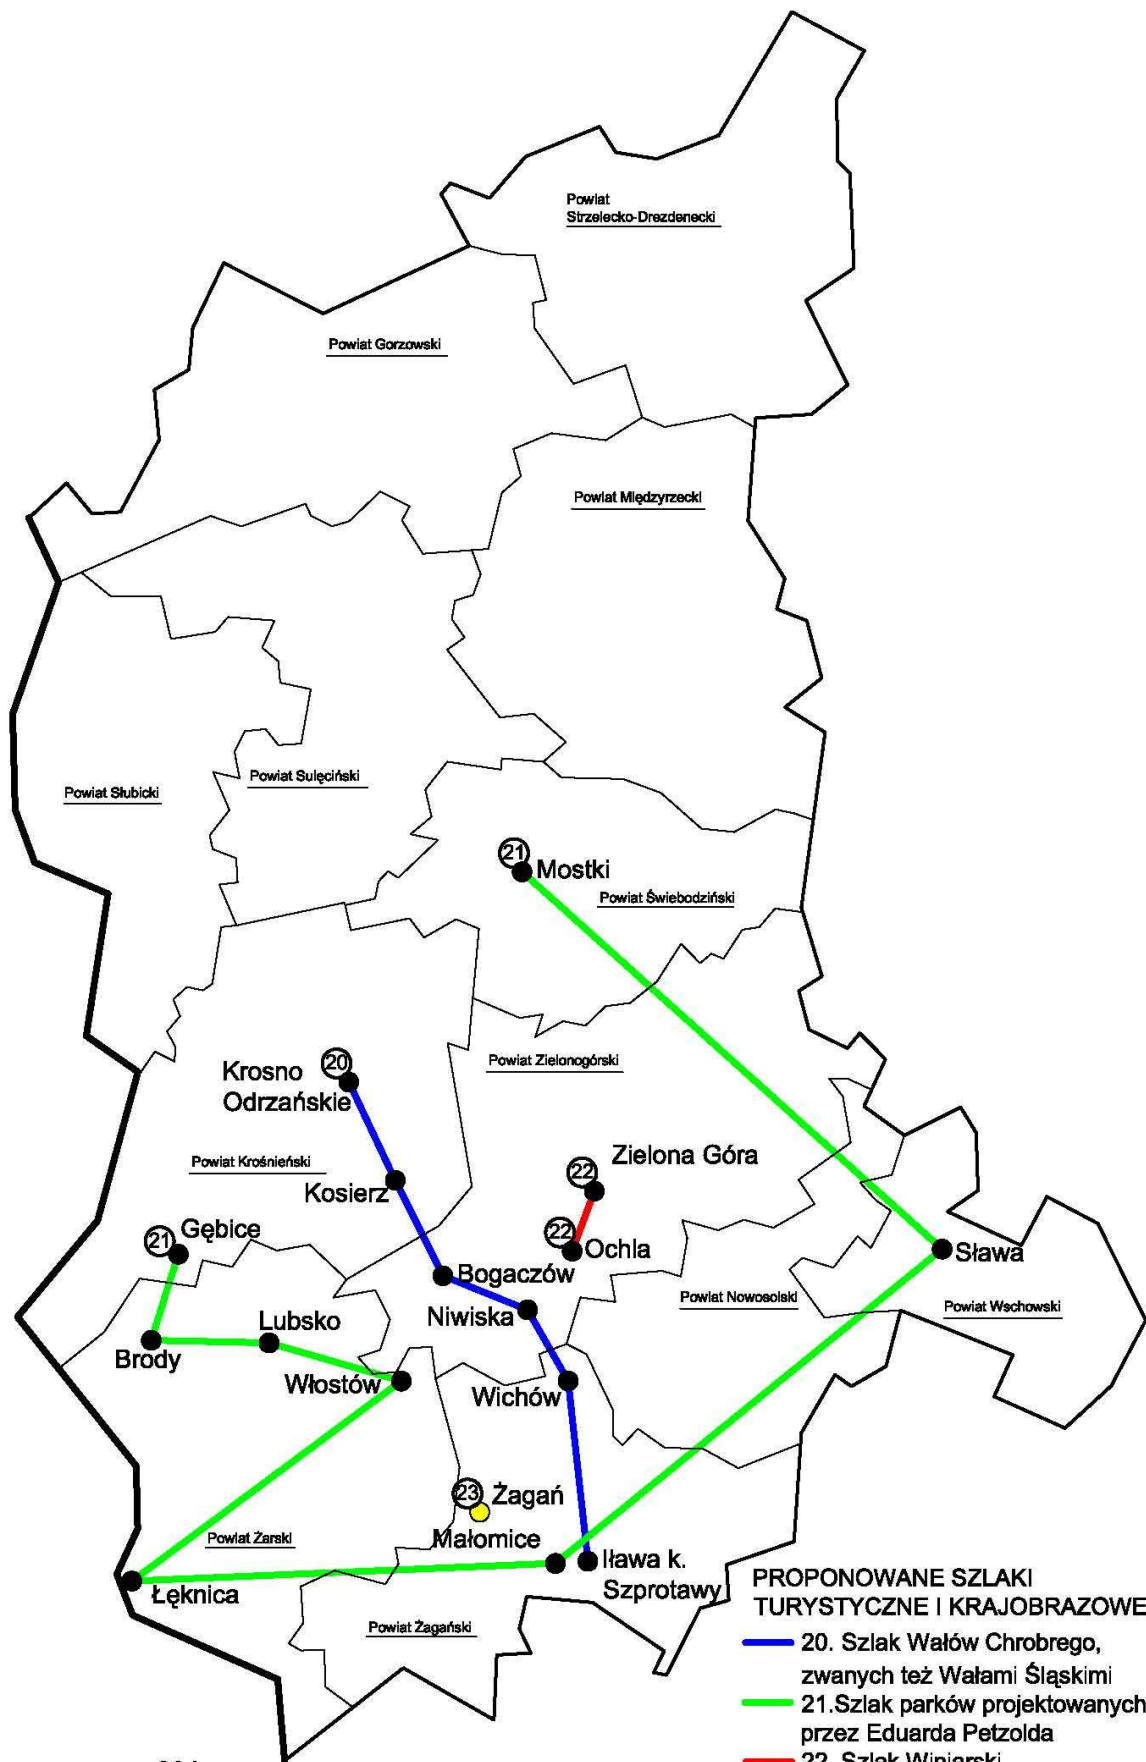 Powiat
Strzelecko-Drezdenecki
Powiat Gorzowski
Powiat Międzyrzecki
Powiat Sulęciński
Powiat Słubicki
21
Mostki
Powiat Świebodziński
20
Krosno
Odrzańskie
Powiat Zielonogórski
Powiat Krośnieński
Kosierz
22
Zielona Góra
21
Gębice
22
Ochla
Sława
Bogaczów
Niwiska
Powiat Nowosolski
Powiat Wschowski
Lubsko
Brody
Włostów
Wichów
23
Żagań
Małomice
Powiat Żarski
Łęknica
Iława k.
Szprotawy
Powiat Żagański
PROPONOWANE SZLAKI
TURYSTYCZNE I KRAJOBRAZOWE
20. Szlak Wałów Chrobrego,
zwanych też Wałami Śląskimi
21.Szlak parków projektowanych
przez Eduarda Petzolda
22. Szlak Winiarski